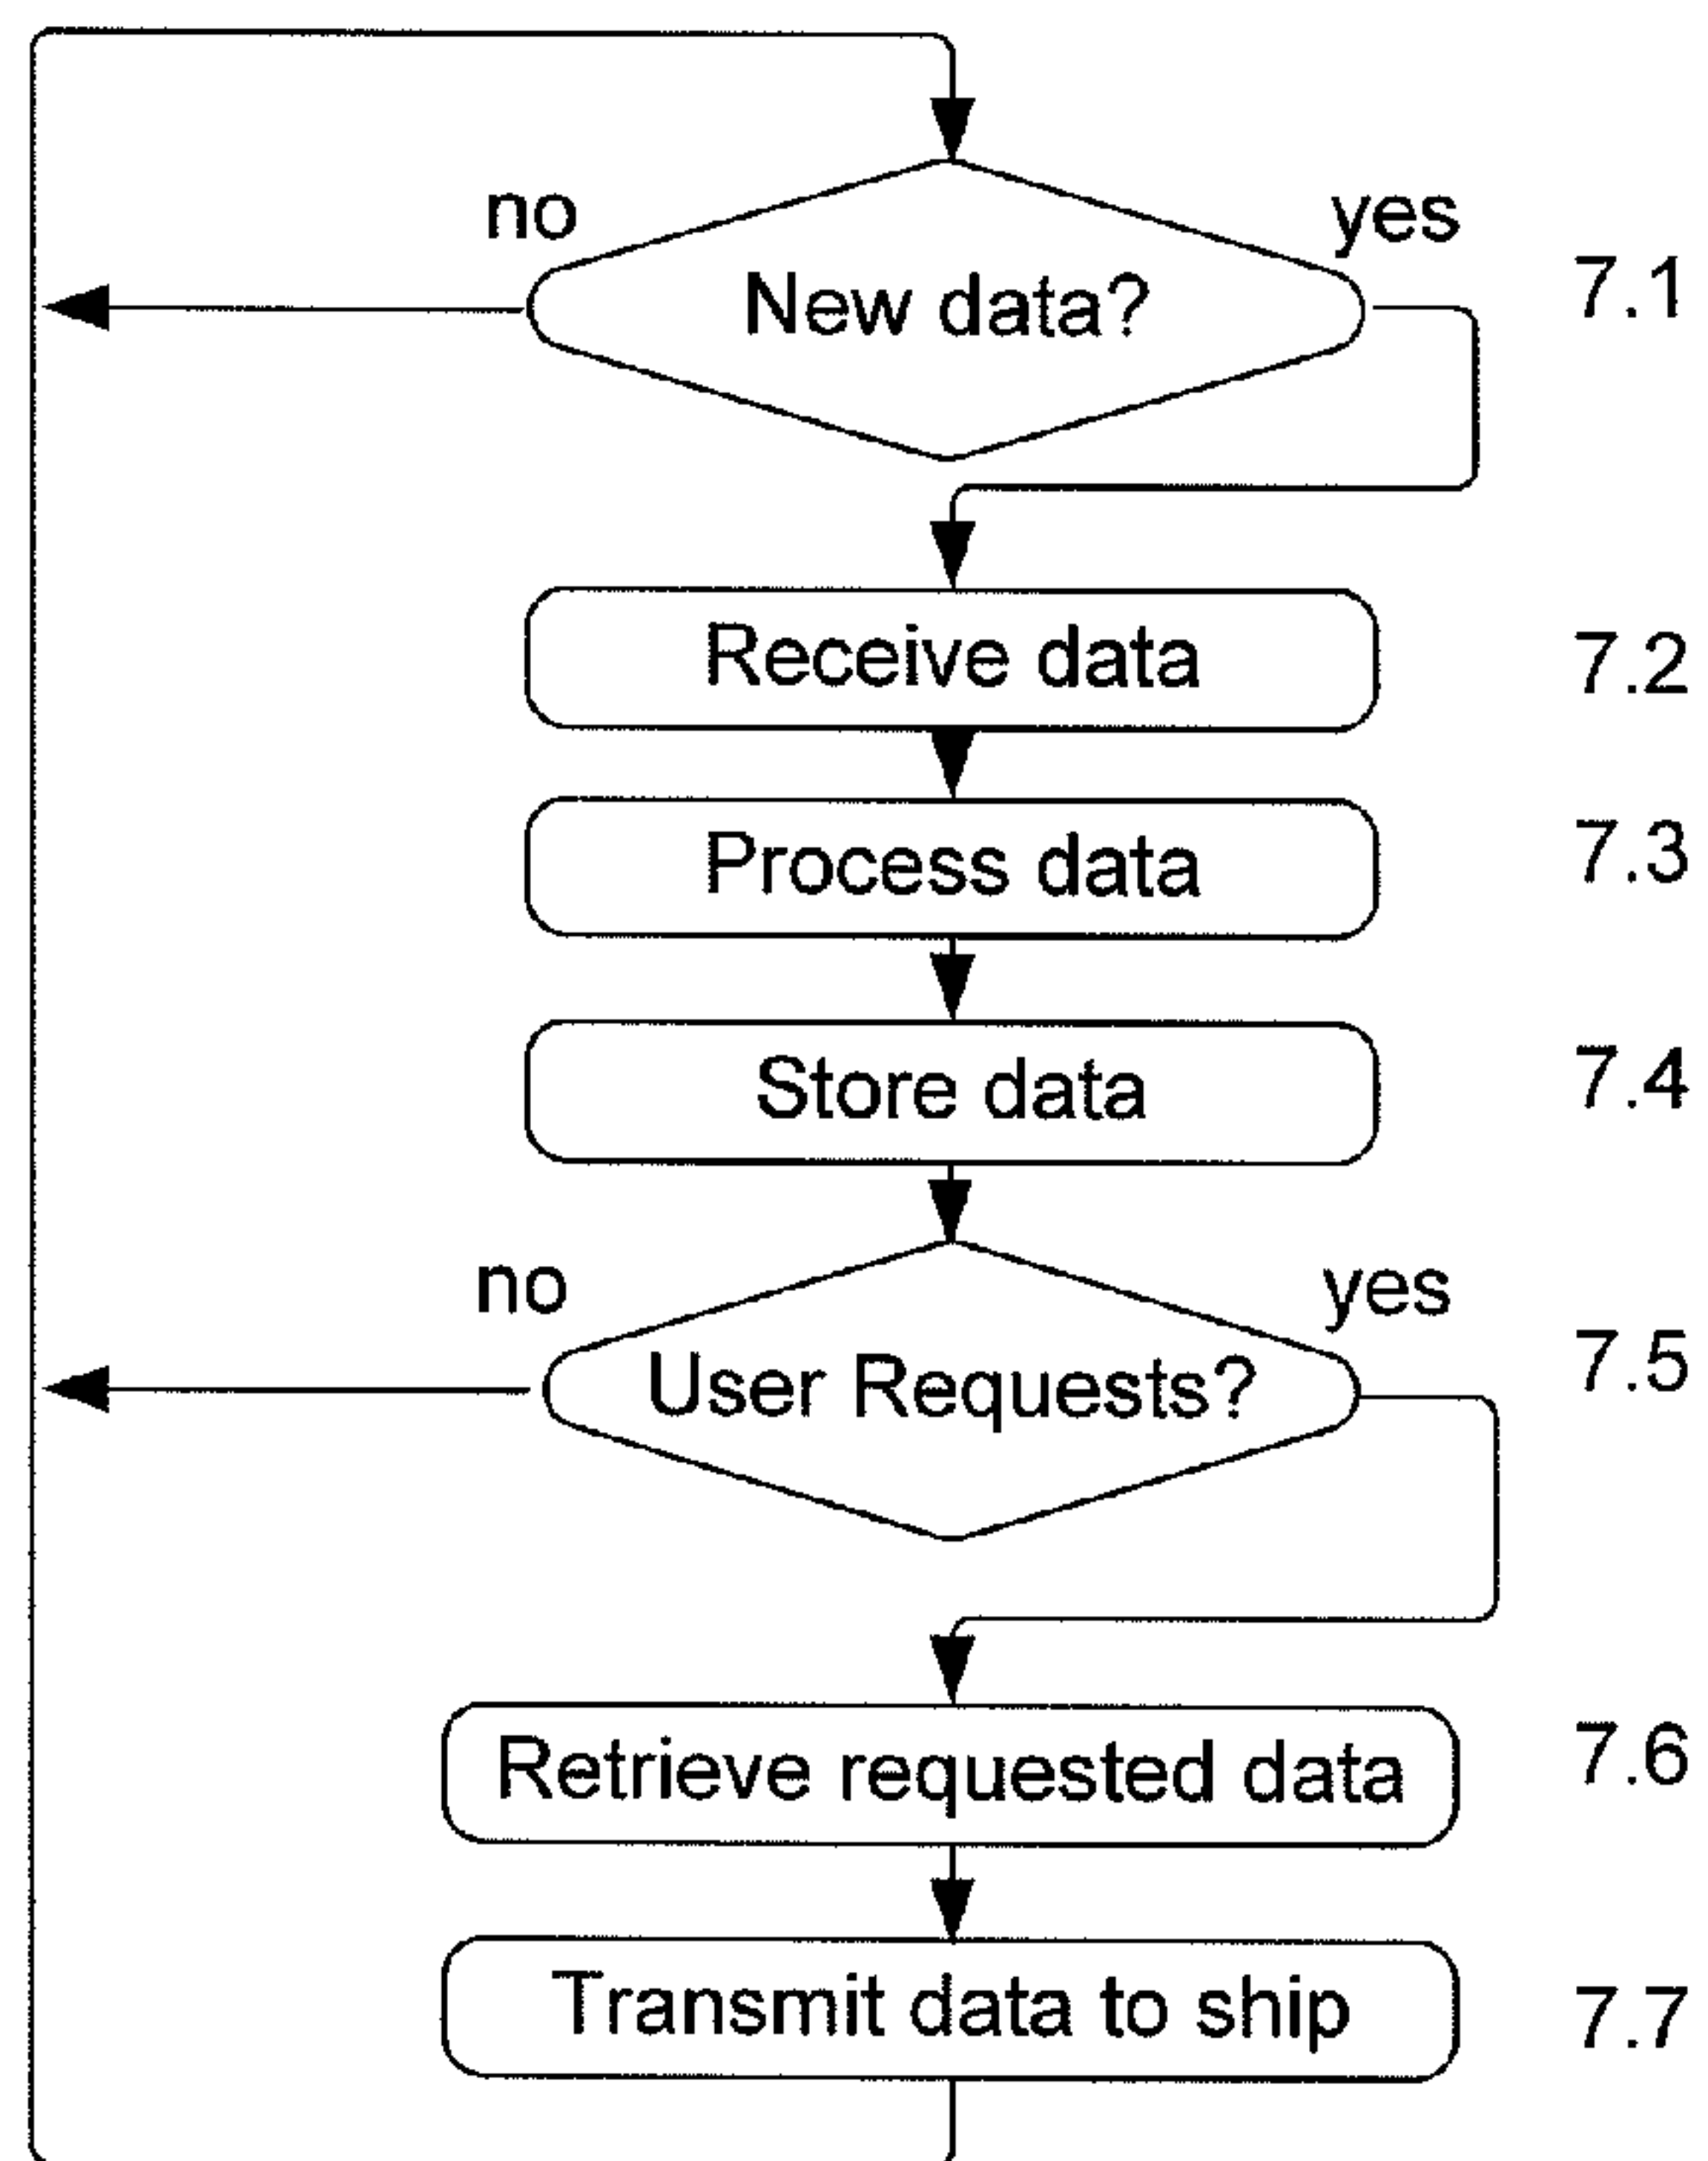 no
yes
New data?
7.1
Receive data
7.2
Process data
7.3
Store data
7.4
no
yes
User Requests?
7.5
Retrieve requested data
7.6
Transmit data to ship
7.7